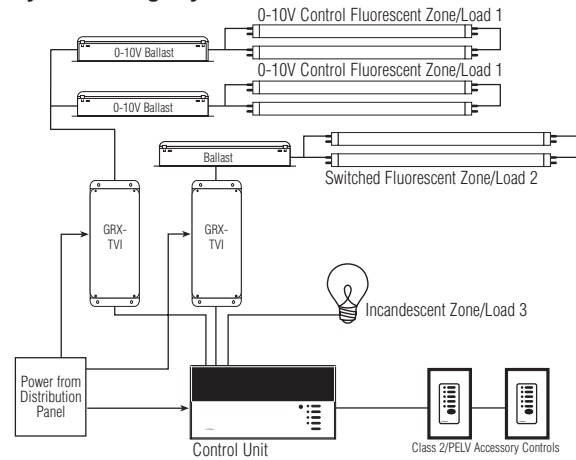 0-10V Control Fluorescent Zone/Load 1
0-10V Ballast
0-10V Control Fluorescent Zone/Load 1
0-10V Ballast
Ballast
Switched Fluorescent Zone/Load 2
GRX-
TVI
GRX-
TVI
Incandescent Zone/Load 3
Power from
Distribution
Panel
Control Unit
Class 2/PELV Accessory Controls